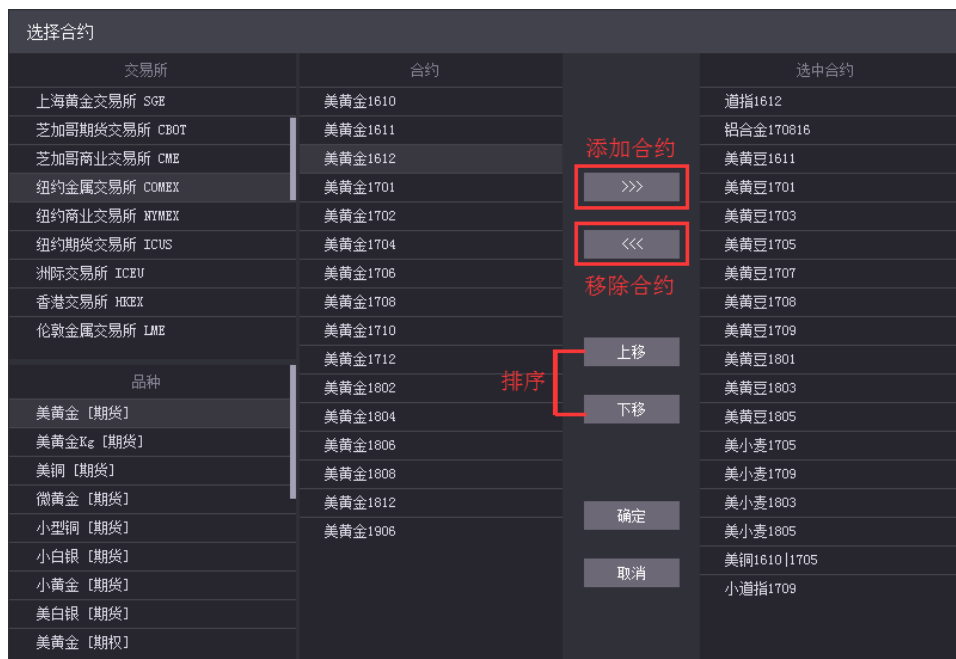 选择合约
交易所
上海黄金交易所 SGE
芝加哥期货交易所 CBOT
芝加哥商业交易所 CME
纽约金属交易所 COMEX
纽约商业交易所 NYMEX
纽约期货交易所 ICUS
洲际交易所 ICEU
香港交易所 HKEX
伦敦金属交易所 LME
品种
美黄金 [期货]
美黄金Kg [期货]
美铜 [期货]
微黄金 [期货]
小型铜 [期货]
小白银 [期货]
小黄金 [期货]
美白银 [期货]
美黄金 [期权]
合约
美黄金1610
美黄金1611
美黄金1612
美黄金1701
美黄金1702
美黄金1704
美黄金1706
美黄金1708
美黄金1710
美黄金1712
美黄金1802
美黄金1804
美黄金1806
美黄金1808
美黄金1812
美黄金1906
添加合约
>>>
<<<
移除合约
排序
上移
下移
确定
取消
选中合约
道指1612
铝合金170816
美黄豆1611
美黄豆1701
美黄豆1703
美黄豆1705
美黄豆1707
美黄豆1708
美黄豆1709
美黄豆1801
美黄豆1803
美黄豆1805
美小麦1705
美小麦1709
美小麦1803
美小麦1805
美铜1610|1705
小道指1709